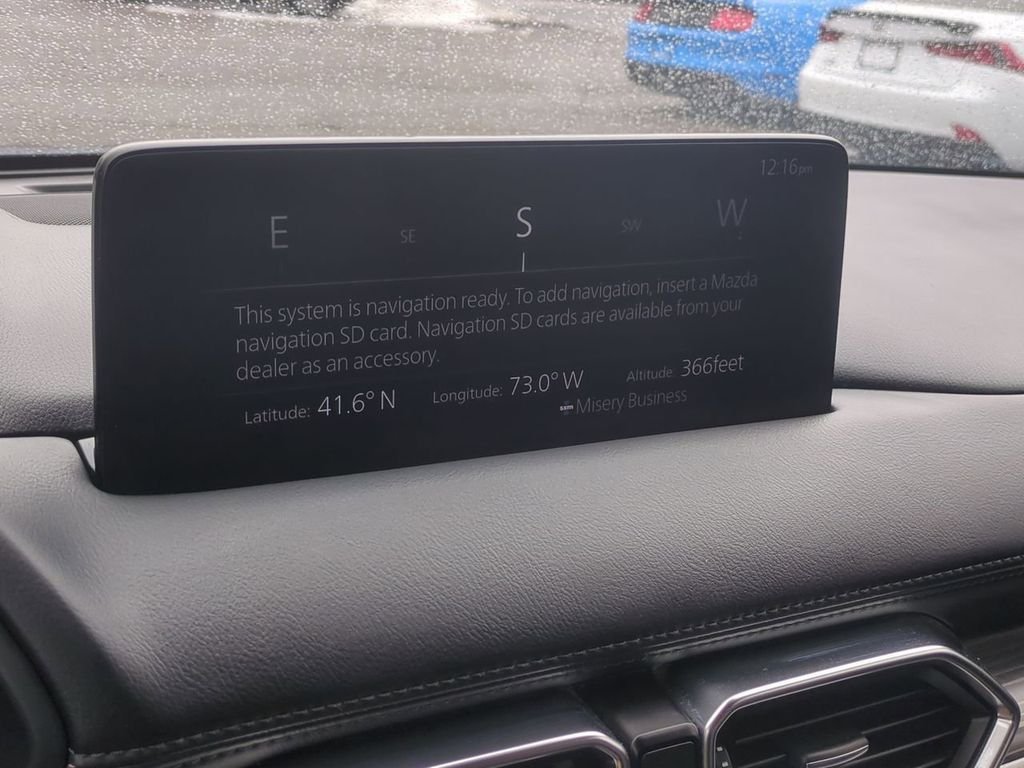 12:16pm
E SE S SW W
This system is navigation ready. To add navigation, insert a Mazda
navigation SD card. Navigation SD cards are available from your
dealer as an accessory.
Latitude: 41.6° N Longitude: 73.0° W Altitude: 366feet
sxm Misery Business